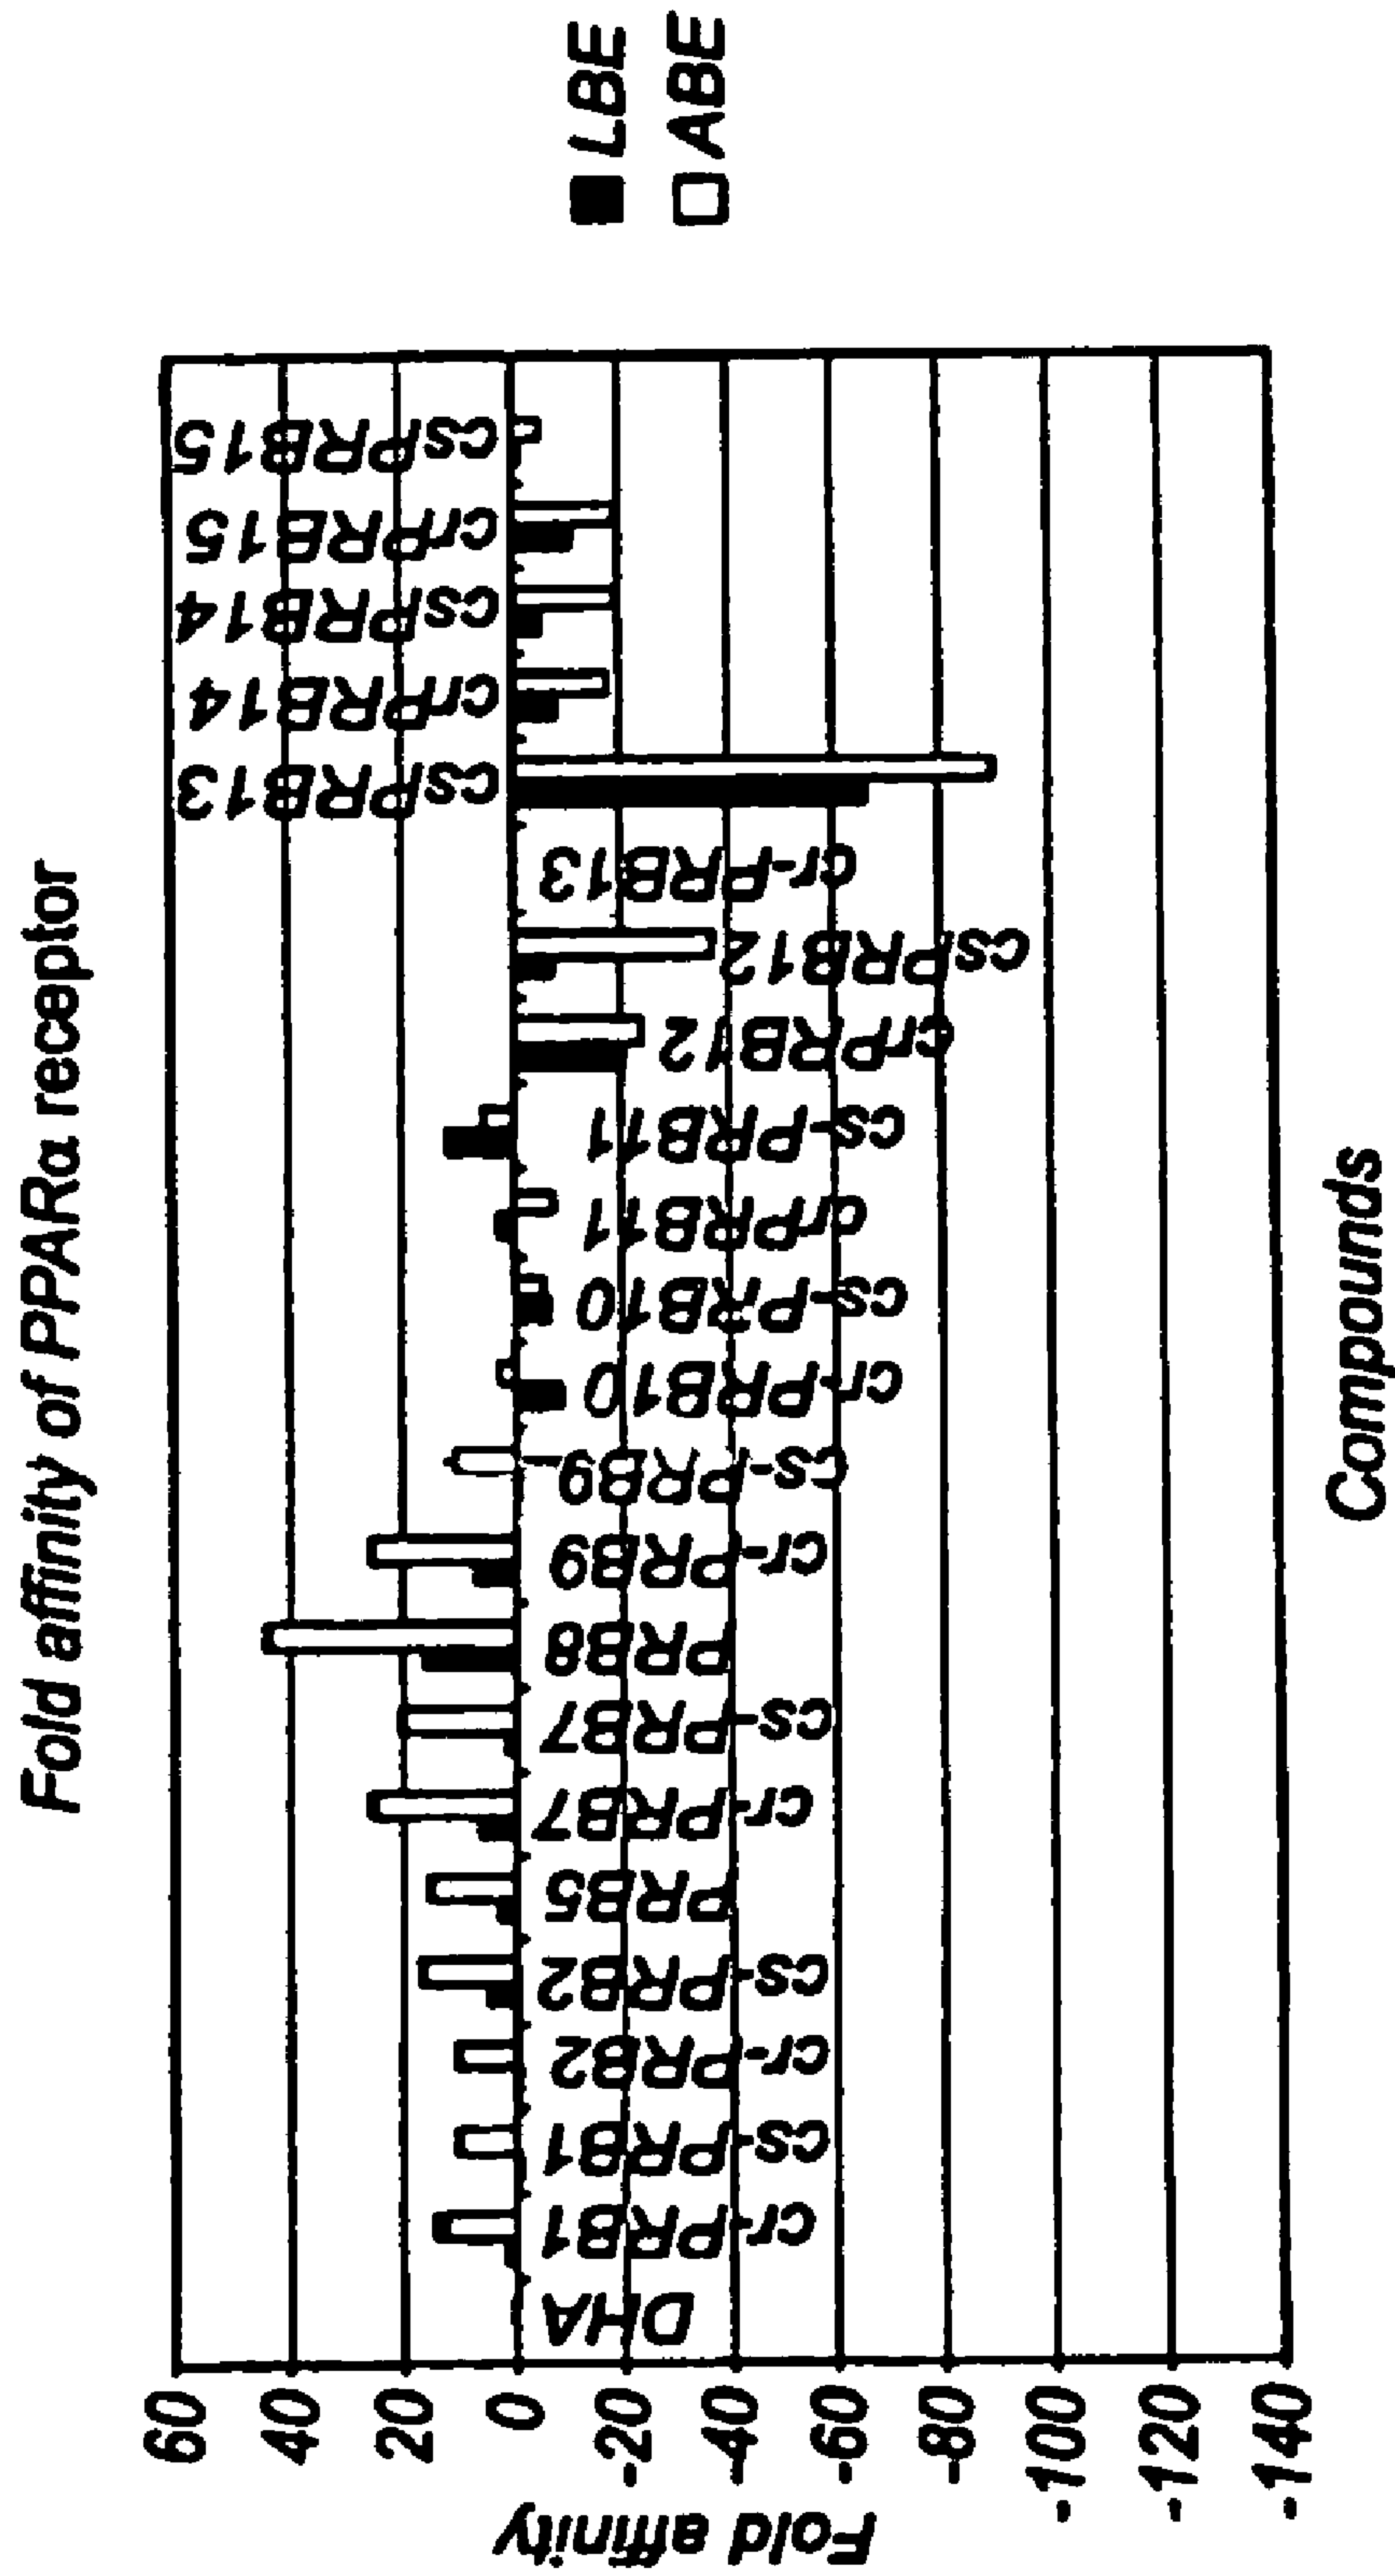 Fold affinity of PPARα receptor
60
40
20
0
-20
-40
-60
-80
-100
-120
-140
Fold affinity
DHA
cr-PRB1
cs-PRB1
cr-PRB2
cs-PRB2
PRB5
cr-PRB7
cs-PRB7
PRB8
cr-PRB9
cs-PRB9
cr-PRB10
cs-PRB10
crPRB11
cs-PRB11
crPRB12
csPRB12
cr-PRB13
csPRB13
crPRB14
csPRB14
crPRB15
csPRB15
Compounds
LBE
ABE